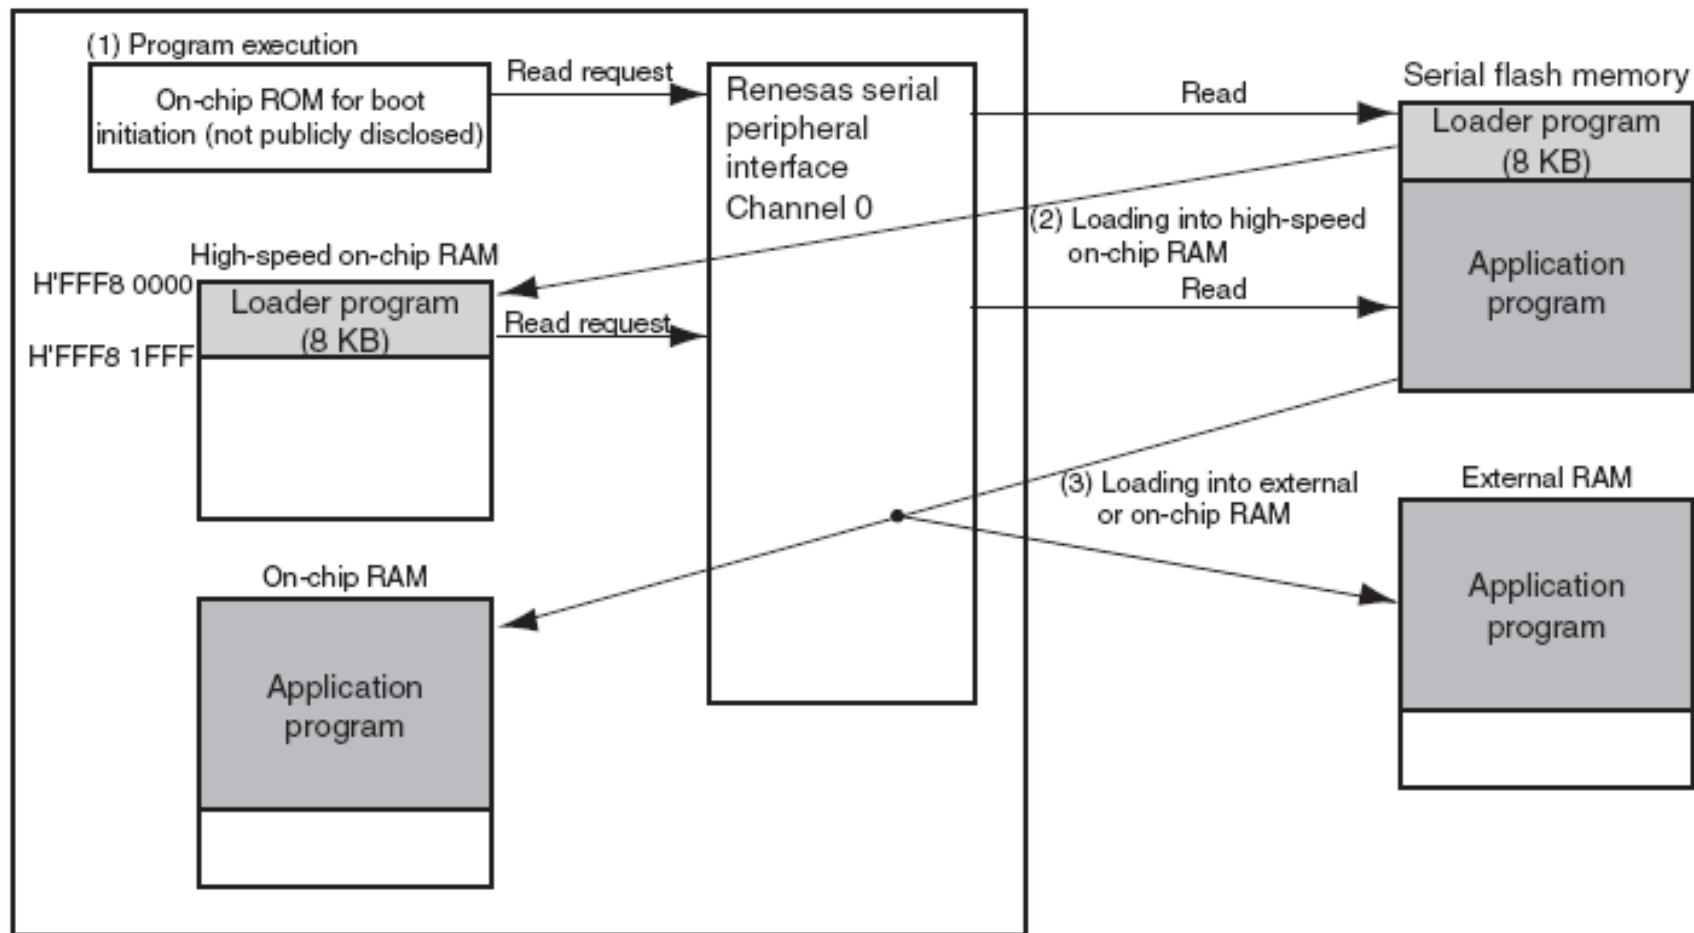 (1) Program execution
On-chip ROM for boot
initiation (not publicly disclosed)
Read request
Renesas serial
peripheral
interface
Channel 0
Read
Serial flash memory
Loader program
(8 KB)
Application
program
(2) Loading into high-speed
on-chip RAM
Read
High-speed on-chip RAM
H'FFF8 0000
Loader program
(8 KB)
H'FFF8 1FFF
Read request
(3) Loading into external
or on-chip RAM
External RAM
Application
program
On-chip RAM
Application
program